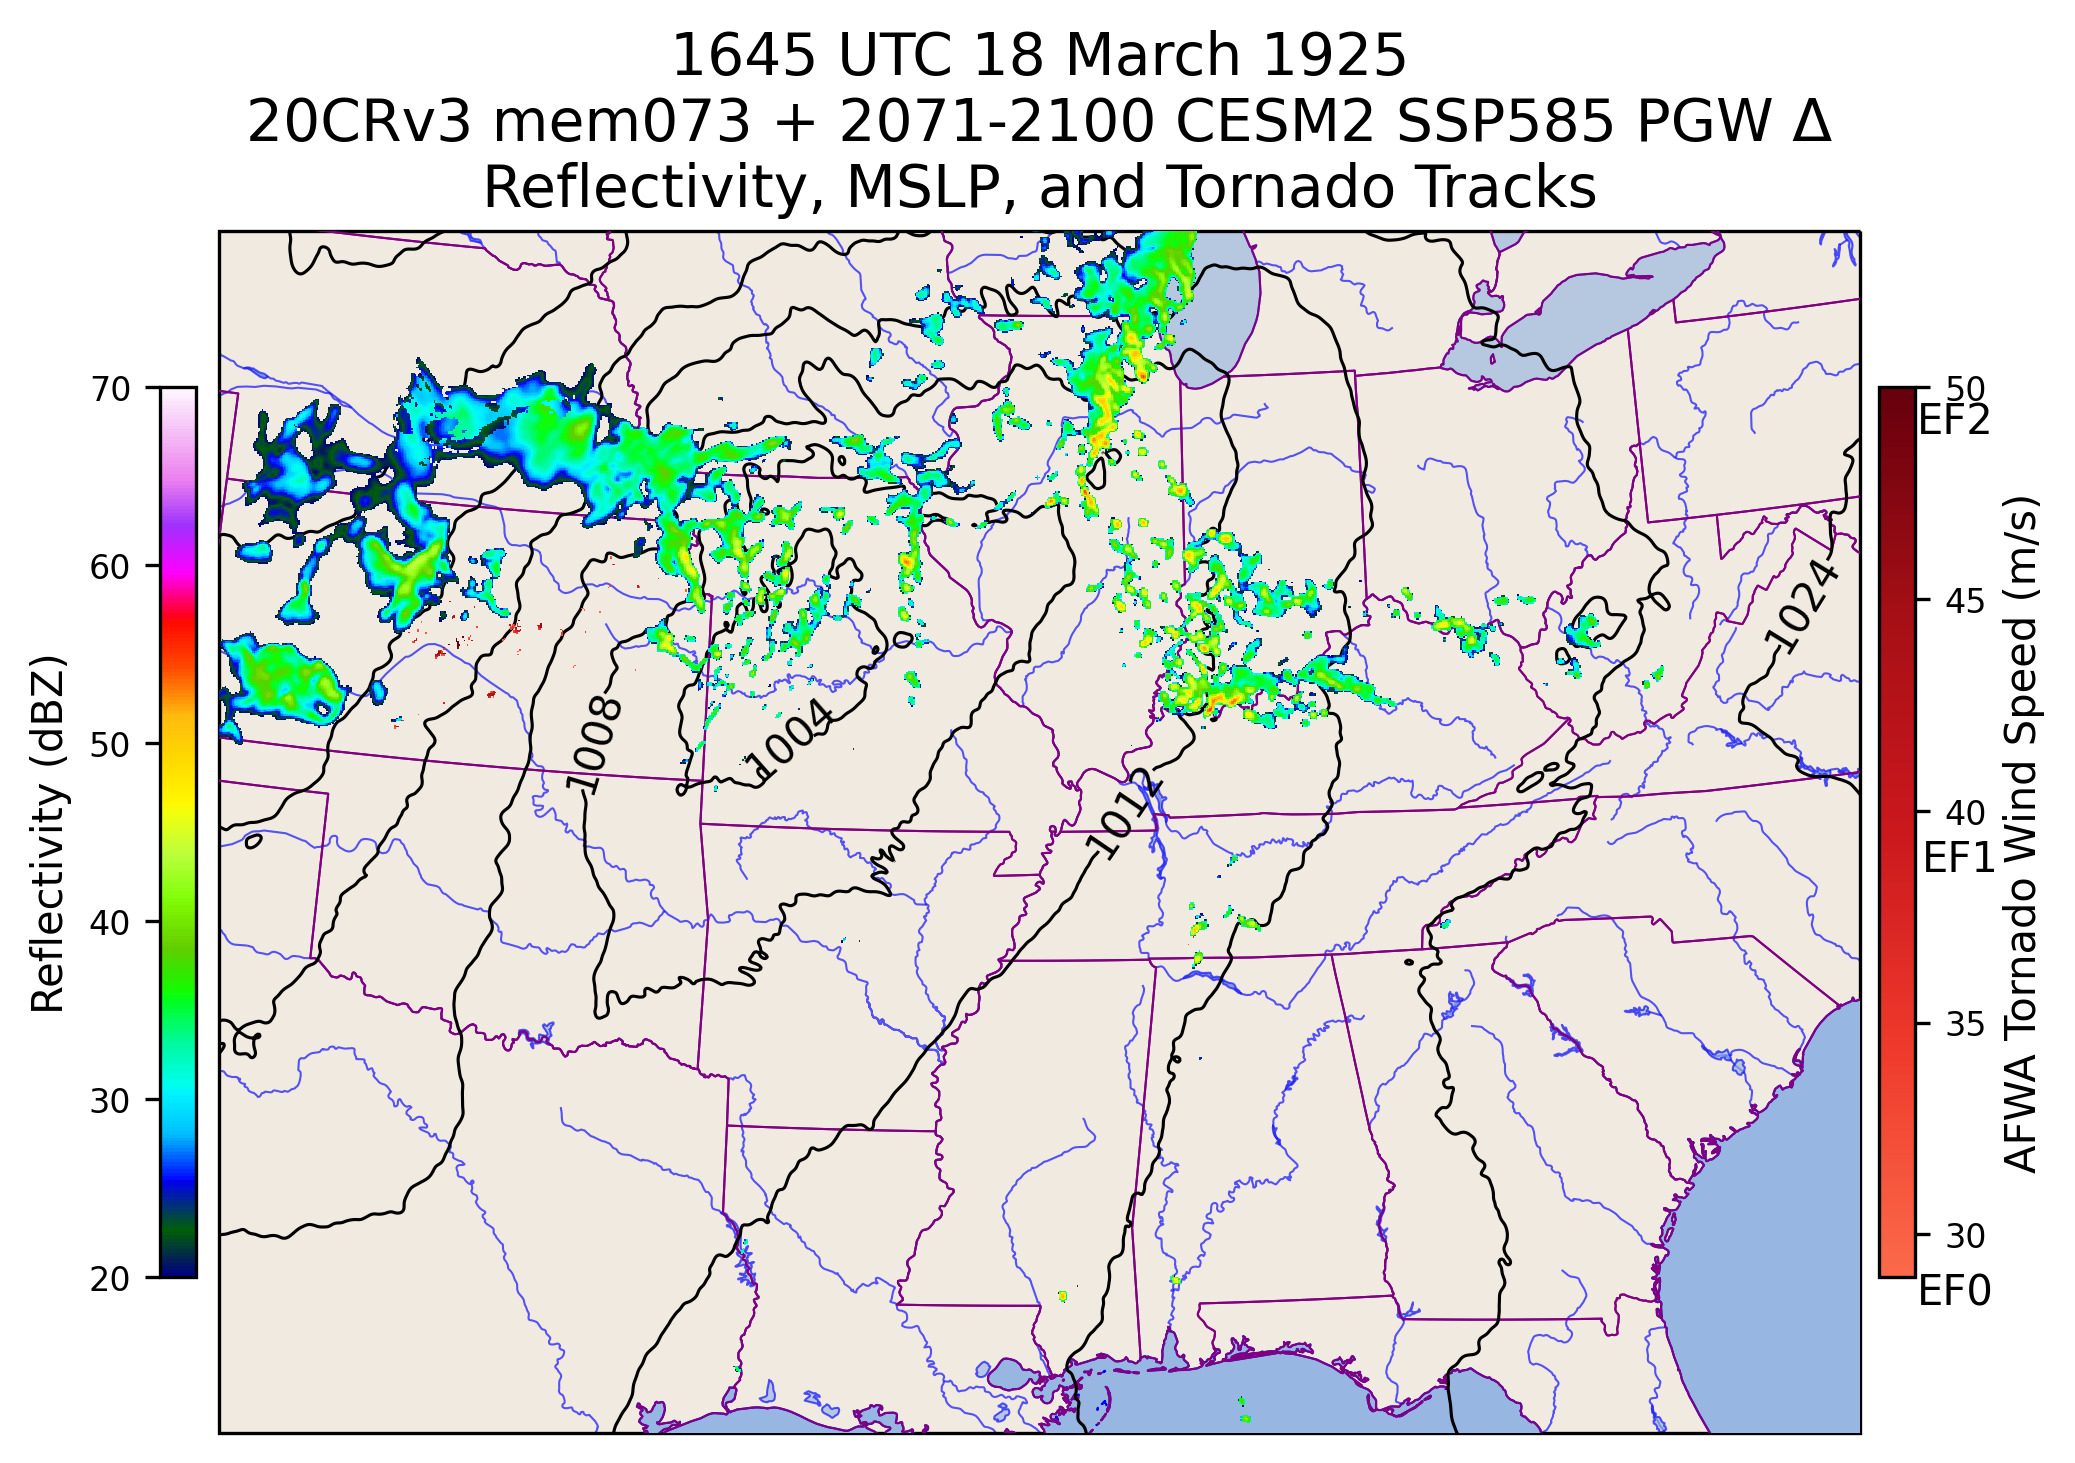 1645 UTC 18 March 1925
20CRv3 mem073 + 2071-2100 CESM2 SSP585 PGW Δ
Reflectivity, MSLP, and Tornado Tracks
Reflectivity (dBZ)
70
60
50
40
30
20
1008
1004
1012
1024
50
EF2
45
40
EF1
35
30
EF0
AFWA Tornado Wind Speed (m/s)